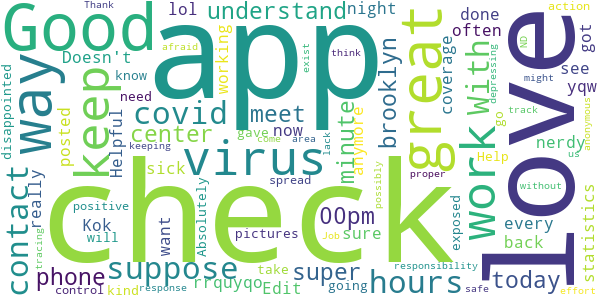 Thank
lol
night
done
action
Good
app
understand
often
got
afraid
exist
think
might
depressing
ND
Doesn't
working
great
With
see
way
know
need
coverage
yqw
love
disappointed
keep
posted
covid
meet
brooklyn
work
go
track
anonymous
Helpful
center
gave
now
minute
anymore
nerdy
us
keeping
come
area
lack
Help
contact
sick
virus
spread
without
really
positive
Absolutely
check
00pm
exposed
every
statistics
Kok
will
want
pictures
sure
back
possibly
proper
tracing
phone
suppose
super
hours
today
take
Job
responsibility
safe
control
kind
response
rrquyqo
Edit
going
effort